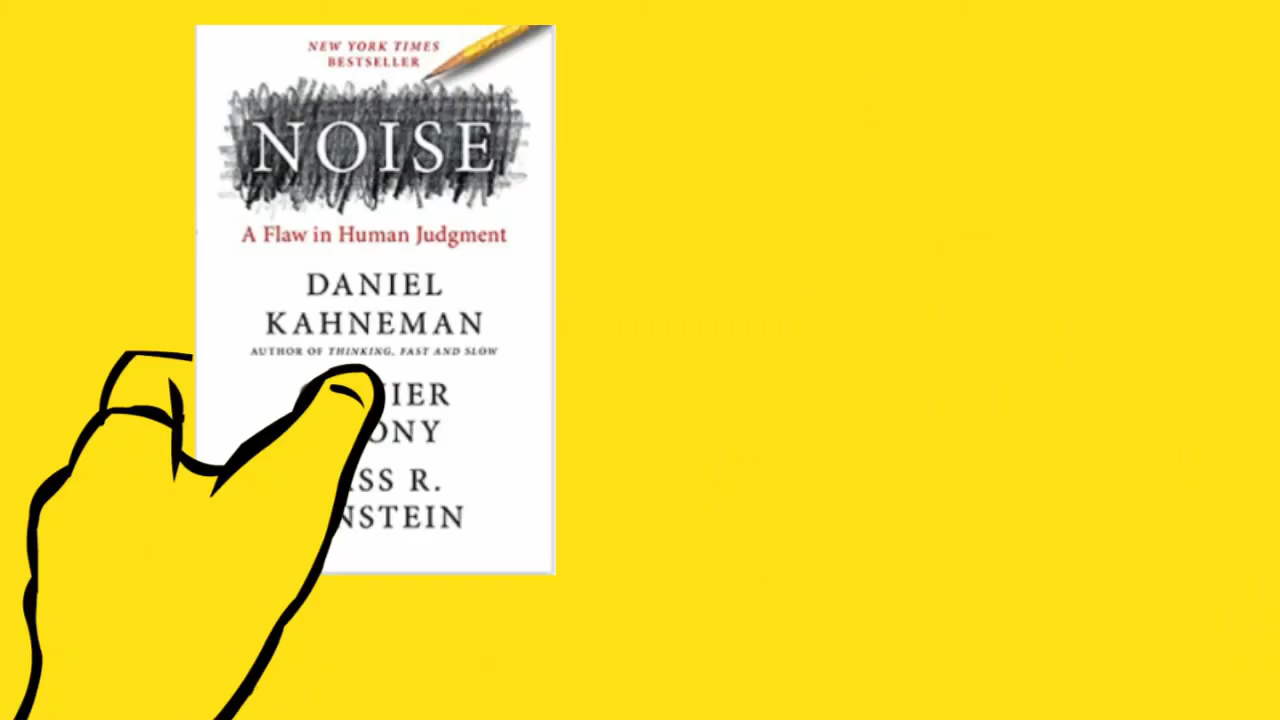 NEW YORK TIMES
BESTSELLER
NOISE
A Flaw in Human Judgment
DANIEL
KAHNEMAN
AUTHOR OF THINKING, FAST AND SLOW
IER
ONY
SS R.
NSTEIN